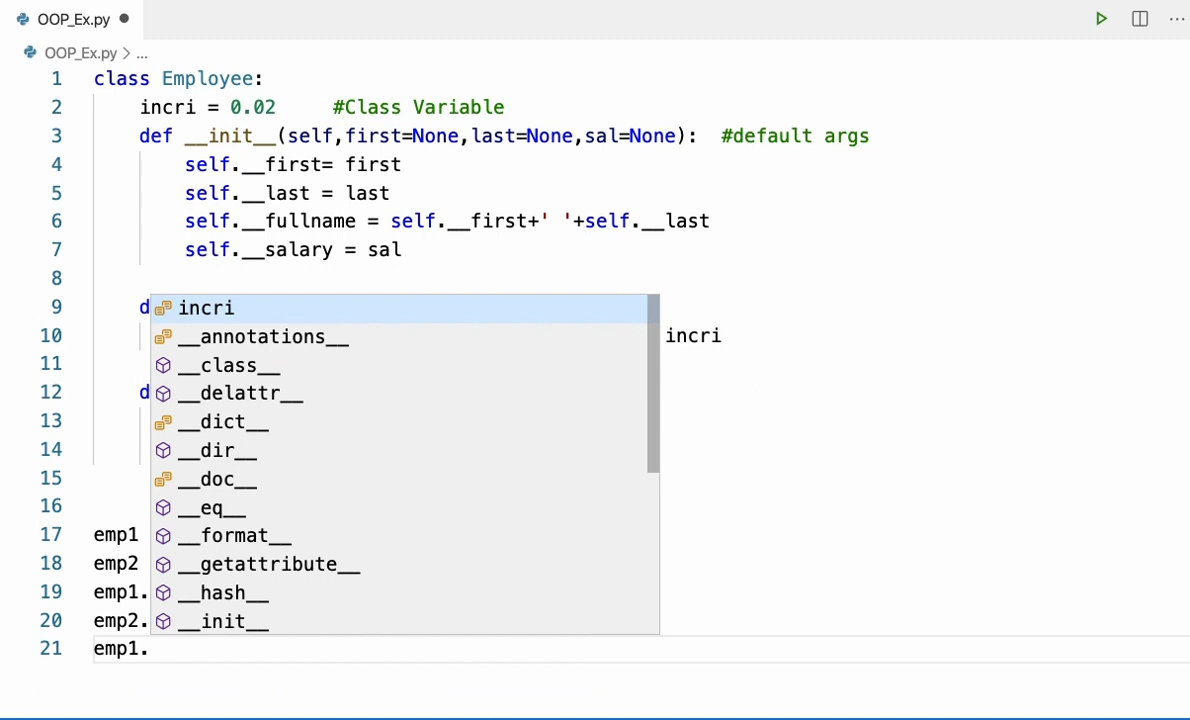 OOP_Ex.py
OOP_Ex.py > ...
1 class Employee:
2 incri = 0.02 #Class Variable
3 def __init__(self,first=None,last=None,sal=None): #default args
4 self.__first= first
5 self.__last = last
6 self.__fullname = self.__first+' '+self.__last
7 self.__salary = sal
8
9 d incri
10 __annotations__ incri
11 __class__
12 d __delattr__
13 __dict__
14 __dir__
15 __doc__
16 __eq__
17 emp1 __format__
18 emp2 __getattribute__
19 emp1. __hash__
20 emp2. __init__
21 emp1.